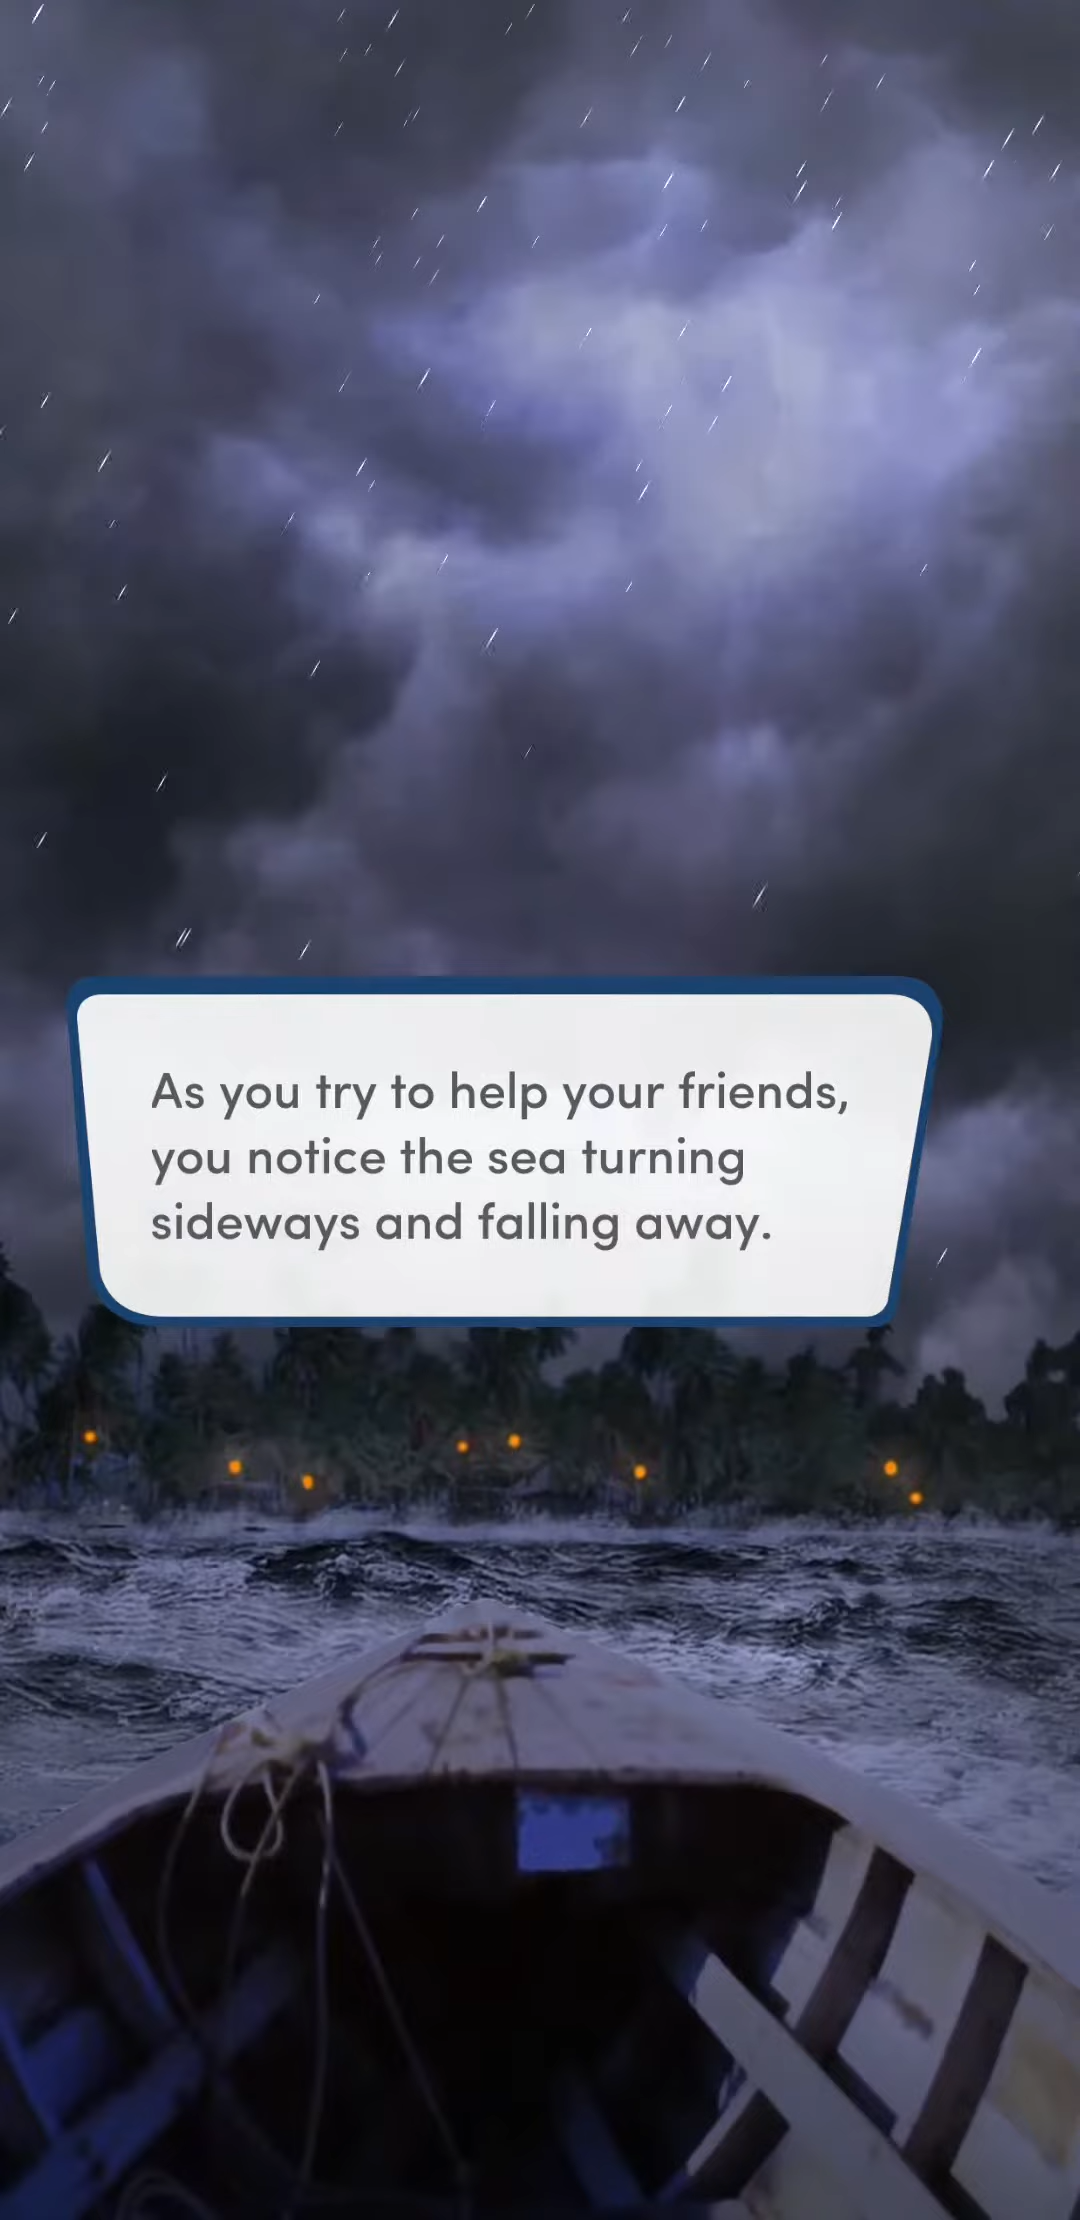 As you try to help your friends,
you notice the sea turning
sideways and falling away.